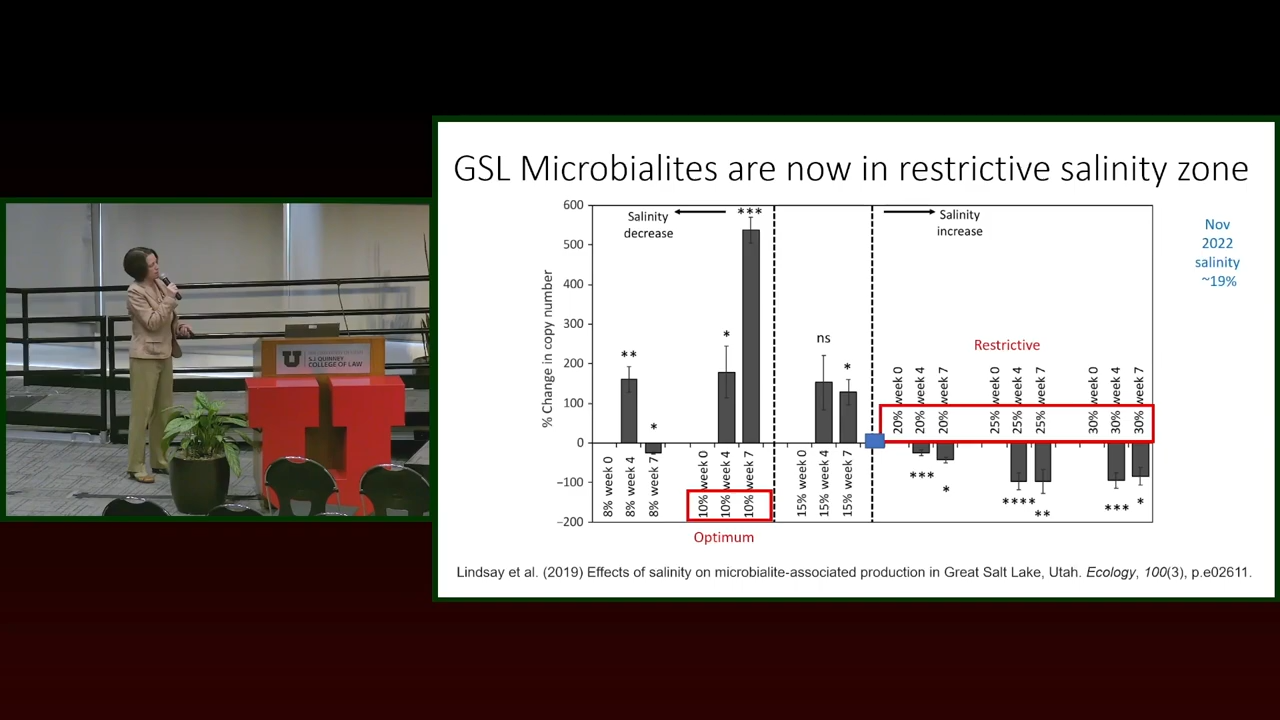 GSL Microbialites are now in restrictive salinity zone
Salinity
decrease
***
Salinity
increase
Nov
2022
salinity
~19%
% Change in copy number
600
500
400
300
200
100
0
−100
−200
**
*
*
ns
*
Restrictive
8% week 0
8% week 4
8% week 7
10% week 0
10% week 4
10% week 7
15% week 0
15% week 4
15% week 7
20% week 0
20% week 4
20% week 7
25% week 0
25% week 4
25% week 7
30% week 0
30% week 4
30% week 7
***
*
****
**
***
*
Optimum
Lindsay et al. (2019) Effects of salinity on microbialite-associated production in Great Salt Lake, Utah. Ecology, 100(3), p.e02611.
U
S.J. QUINNEY
COLLEGE OF LAW